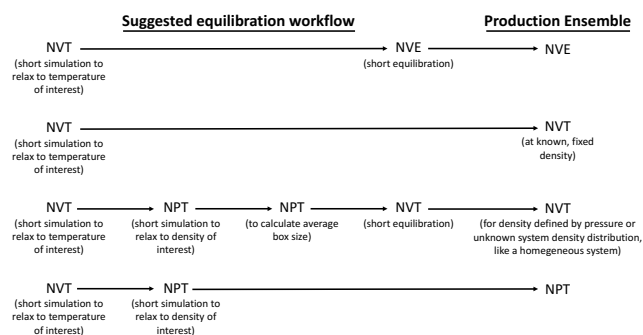 Suggested equilibration workflow
Production Ensemble
NVT
(short simulation to
relax to temperature
of interest)
NVE
(short equilibration)
NVE
NVT
(short simulation to
relax to temperature
of interest)
NVT
(at known, fixed
density)
NVT
(short simulation to
relax to temperature
of interest)
NPT
(short simulation to
relax to density of
interest)
NPT
(to calculate average
box size)
NVT
(short equilibration)
NVT
(for density defined by pressure or
unknown system density distribution,
like a homegeneous system)
NVT
(short simulation to
relax to temperature
of interest)
NPT
(short simulation to
relax to density of
interest)
NPT